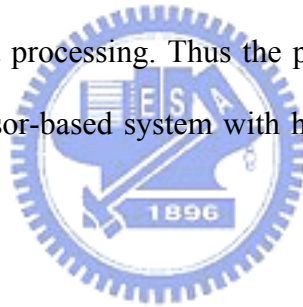 processing. Thus the p
sor-based system with h
E S A
1896